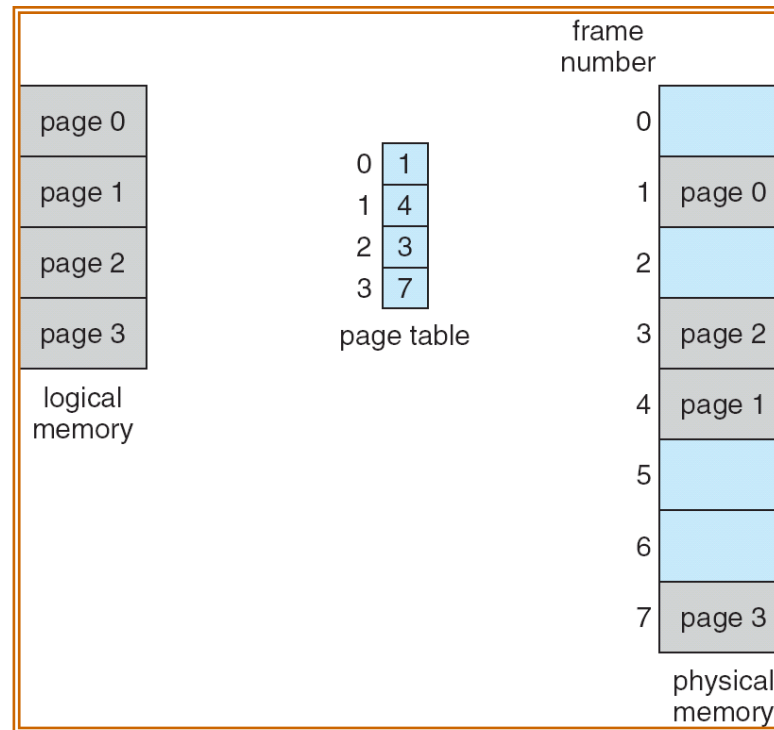 frame
number
page 0
page 1
page 2
page 3
logical
memory
0 1
1 4
2 3
3 7
page table
0
1 page 0
2
3 page 2
4 page 1
5
6
7 page 3
physical
memory